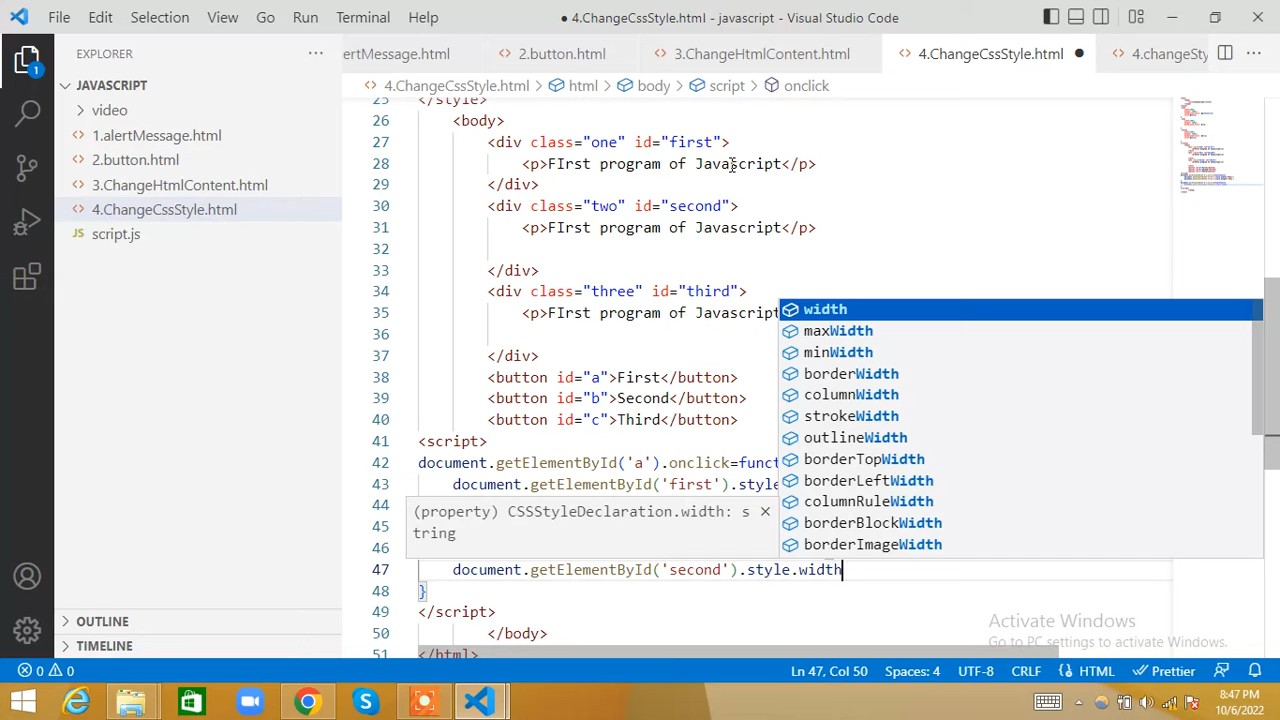 File Edit Selection View Go Run Terminal Help
● 4.ChangeCssStyle.html - javascript - Visual Studio Code
EXPLORER
JAVASCRIPT
video
1.alertMessage.html
2.button.html
3.ChangeHtmlContent.html
4.ChangeCssStyle.html
script.js
OUTLINE
TIMELINE
1
ertMessage.html 2.button.html 3.ChangeHtmlContent.html 4.ChangeCssStyle.html ● 4.changeSty
4.ChangeCssStyle.html > html > body > script > onclick
25 </style>
26 <body>
27 <div class="one" id="first">
28 <p>FIrst program of Javascript</p>
29 </div>
30 <div class="two" id="second">
31 <p>FIrst program of Javascript</p>
32
33 </div>
34 <div class="three" id="third">
35 <p>FIrst program of Javascript
36
37 </div>
38 <button id="a">First</button>
39 <button id="b">Second</button>
40 <button id="c">Third</button>
41 <script>
42 document.getElementById('a').onclick=funct
43 document.getElementById('first').style
44
45
46
47 document.getElementById('second').style.width
48 }
49 </script>
50 </body>
51 </html>
width
maxWidth
minWidth
borderWidth
columnWidth
strokeWidth
outlineWidth
borderTopWidth
borderLeftWidth
columnRuleWidth
borderBlockWidth
borderImageWidth
(property) CSSStyleDeclaration.width: s
tring
Activate Windows
Go to PC settings to activate Windows.
0 0 Ln 47, Col 50 Spaces: 4 UTF-8 CRLF HTML Prettier
8:47 PM
10/6/2022